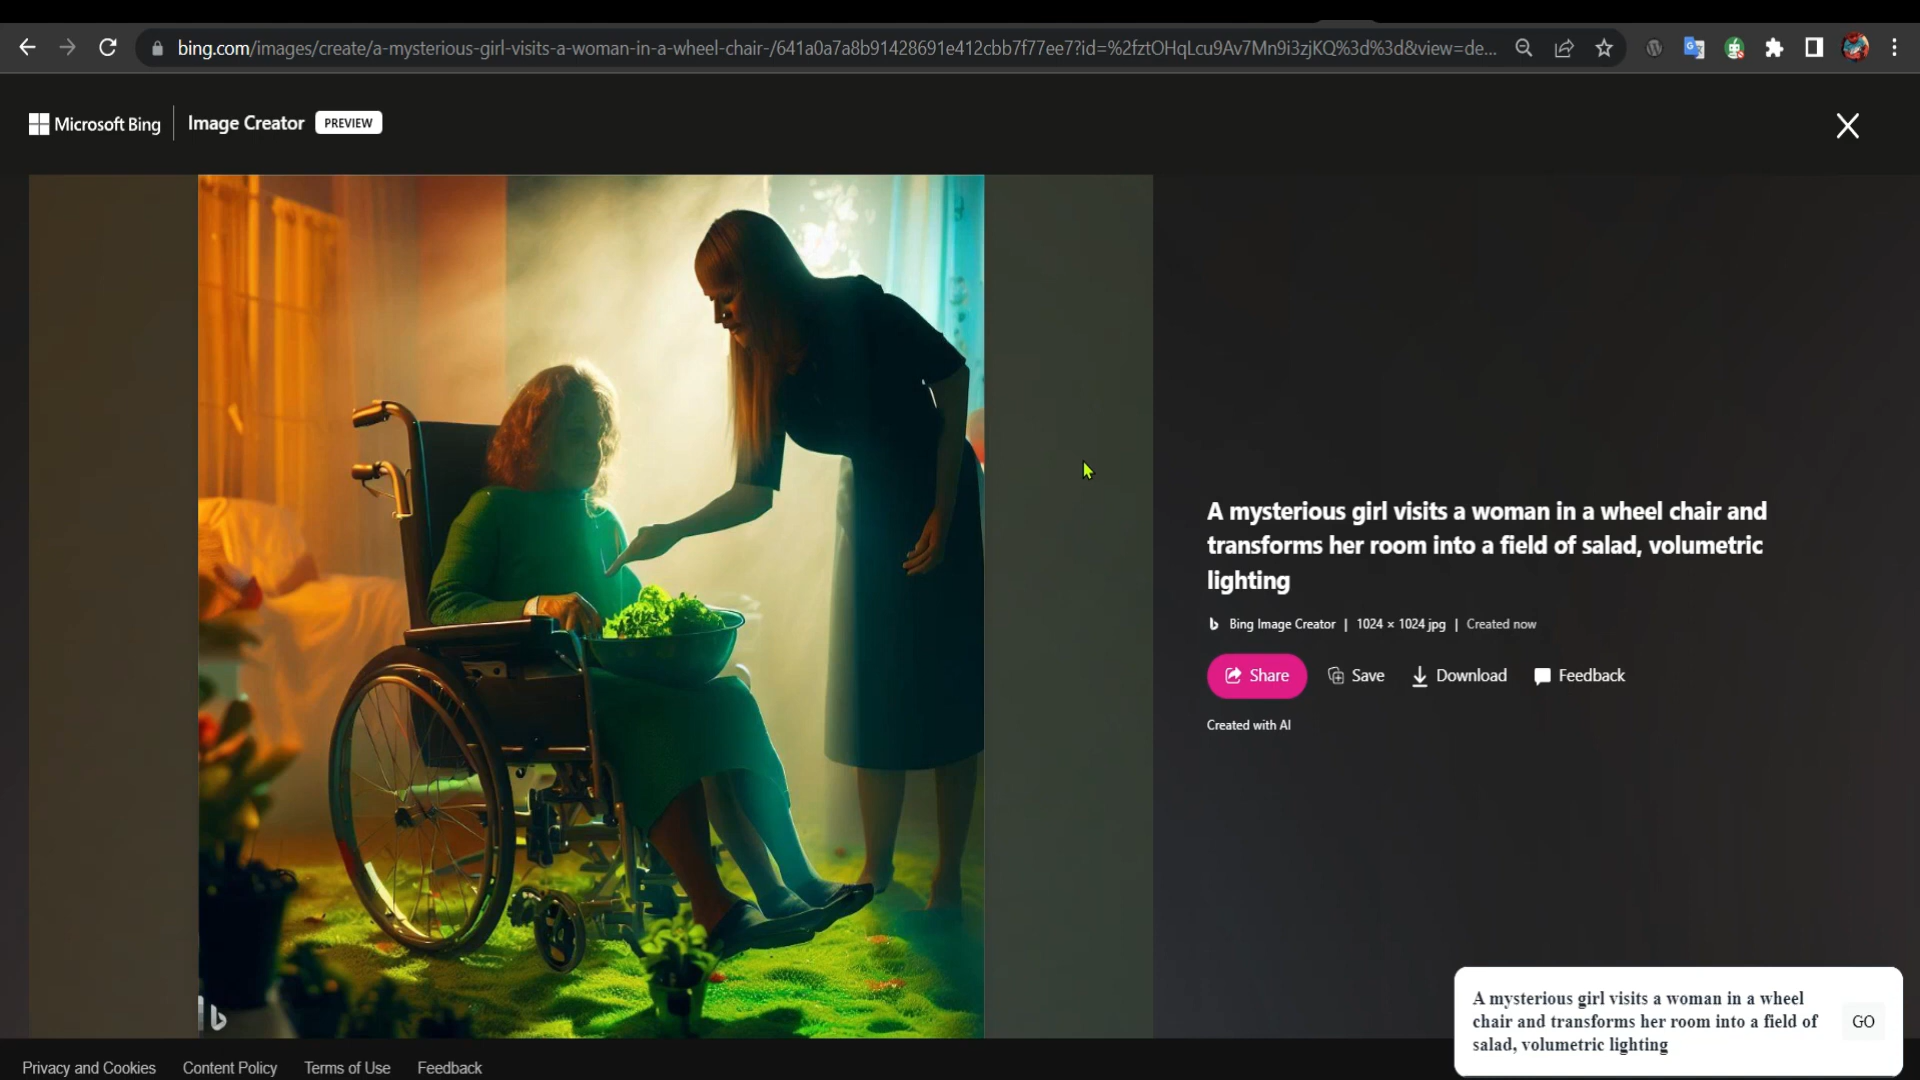 bing.com/images/create/a-mysterious-girl-visits-a-woman-in-a-wheel-chair-/641a0a7a8b91428691e412cbb7f77ee7?id=%2fztOHqLcu9Av7Mn9i3zjKQ%3d%3d&view=de...
Microsoft Bing
Image Creator PREVIEW
A mysterious girl visits a woman in a wheel chair and
transforms her room into a field of salad, volumetric
lighting
Bing Image Creator | 1024 × 1024 jpg | Created now
Share Save Download Feedback
Created with AI
A mysterious girl visits a woman in a wheel
chair and transforms her room into a field of
salad, volumetric lighting
GO
Privacy and Cookies Content Policy Terms of Use Feedback